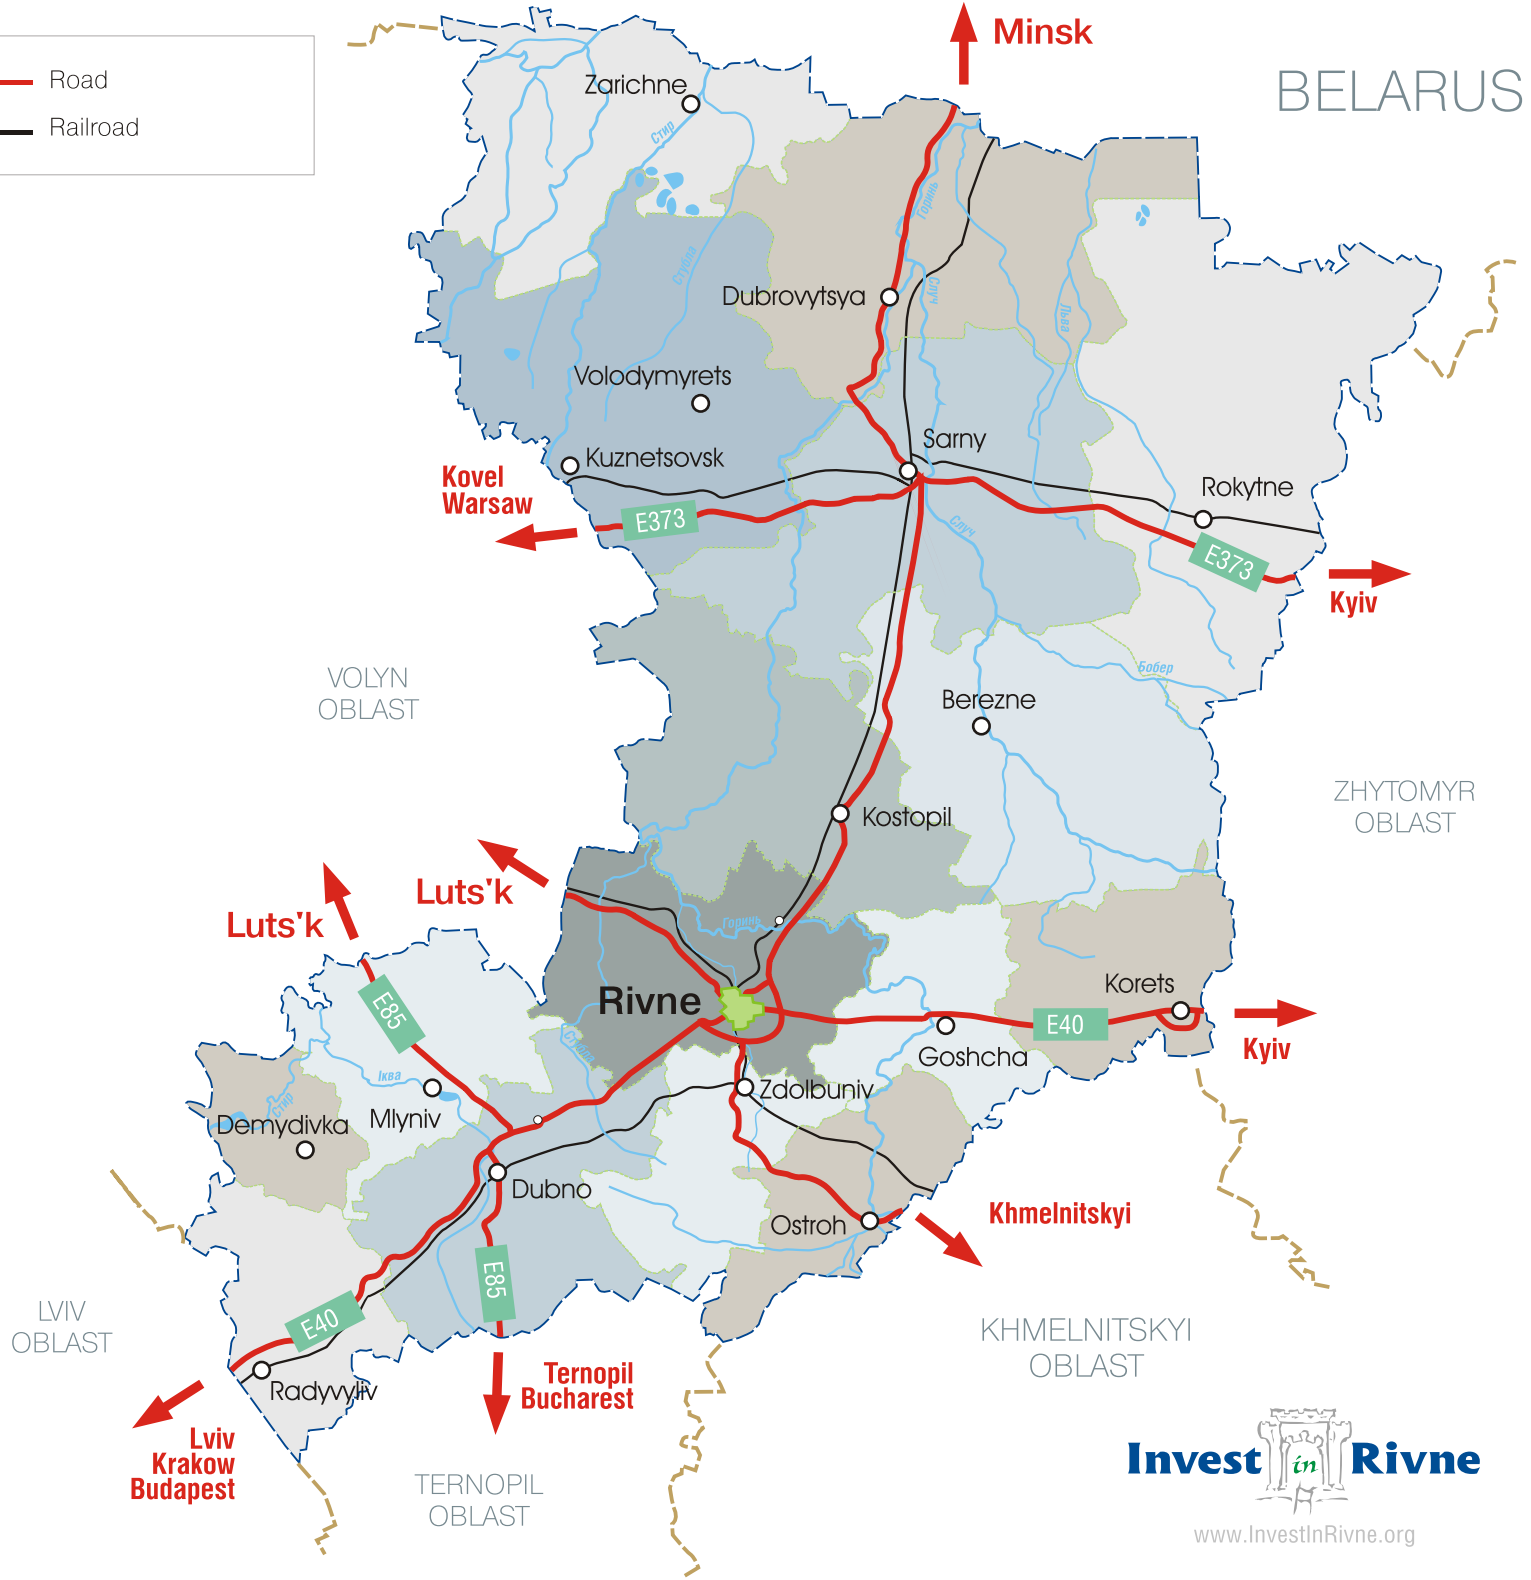 Road
Railroad
Minsk
BELARUS
Zarichne
Стир
Горинь
Стубла
Случ
Льва
Dubrovytsya
Volodymyrets
Kuznetsovsk
Sarny
Kovel
Warsaw
E373
Rokytne
Случ
E373
Kyiv
VOLYN
OBLAST
Бобер
Berezne
ZHYTOMYR
OBLAST
Kostopil
Luts'k
Luts'k
Горинь
Rivne
E85
Korets
E40
Kyiv
Goshcha
Стубла
Іква
Стир
Mlyniv
Zdolbuniv
Demydivka
Dubno
Ostroh
Khmelnitskyi
E85
E40
LVIV
OBLAST
KHMELNITSKYI
OBLAST
Radyvyliv
Ternopil
Bucharest
Lviv
Krakow
Budapest
TERNOPIL
OBLAST
Invest in Rivne
www.InvestInRivne.org